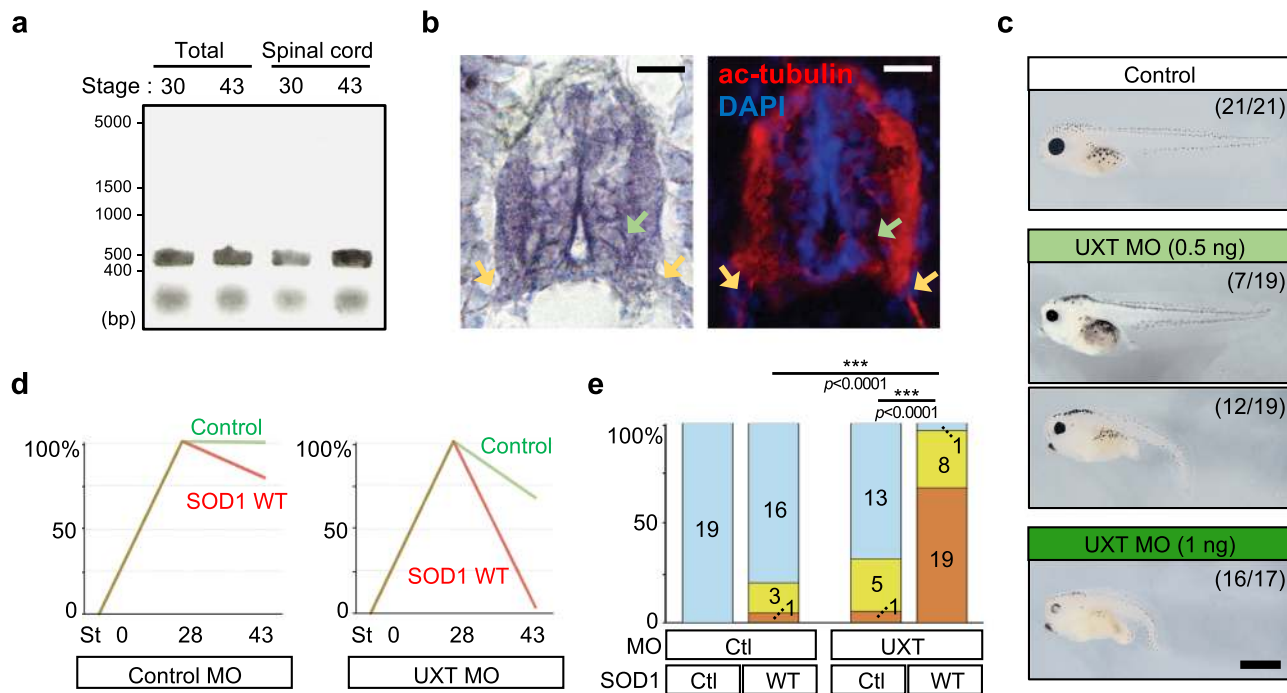 a
Total Spinal cord
Stage : 30 43 30 43
5000
1500
1000
500
400
(bp)
b
ac-tubulin
DAPI
c
Control
(21/21)
UXT MO (0.5 ng)
(7/19)
(12/19)
UXT MO (1 ng)
(16/17)
d
100%
50
0
Control
SOD1 WT
St 0 28 43
Control MO
100%
50
0
Control
SOD1 WT
St 0 28 43
UXT MO
e
***
p<0.0001
***
p<0.0001
100%
50
0
19
16
3
1
13
5
1
1
8
19
MO Ctl UXT
SOD1 Ctl WT Ctl WT